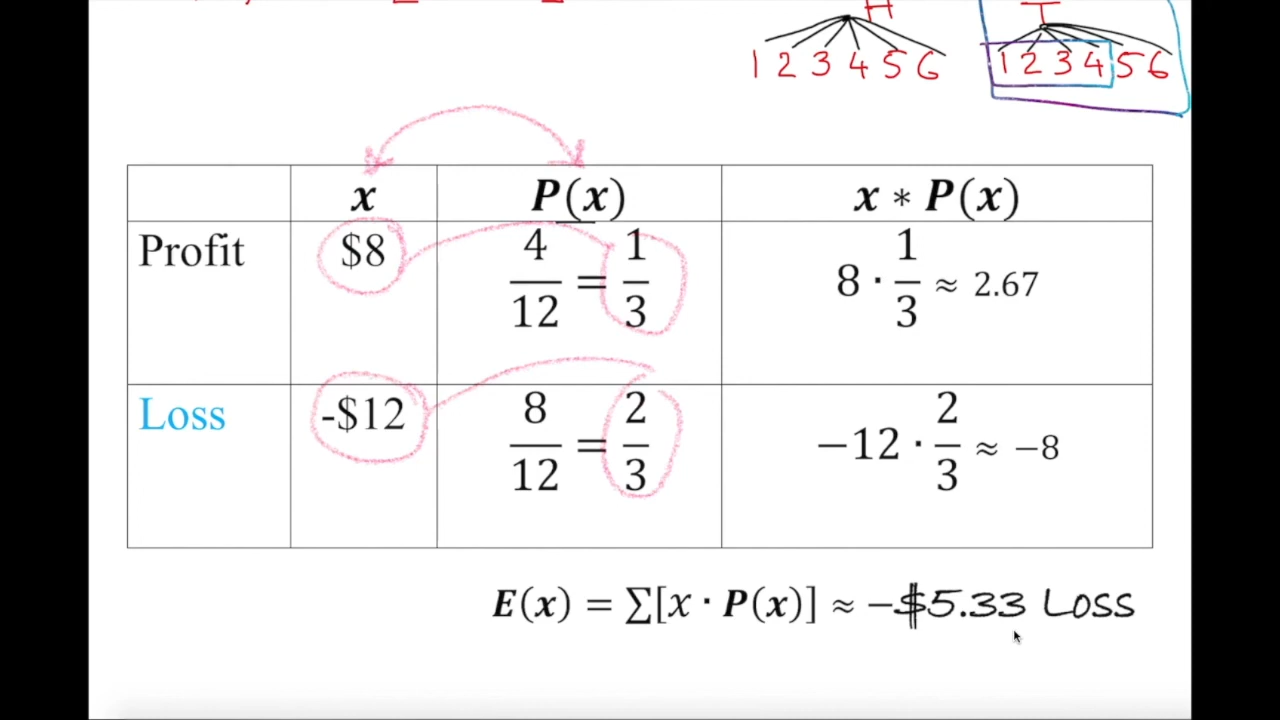 H T
1 2 3 4 5 6 1 2 3 4 5 6
x P(x) x * P(x)
Profit $8 4/12 = 1/3 8 · 1/3 ≈ 2.67
Loss -$12 8/12 = 2/3 −12 · 2/3 ≈ −8
E(x) = ∑[x · P(x)] ≈ −$5.33 LOSS